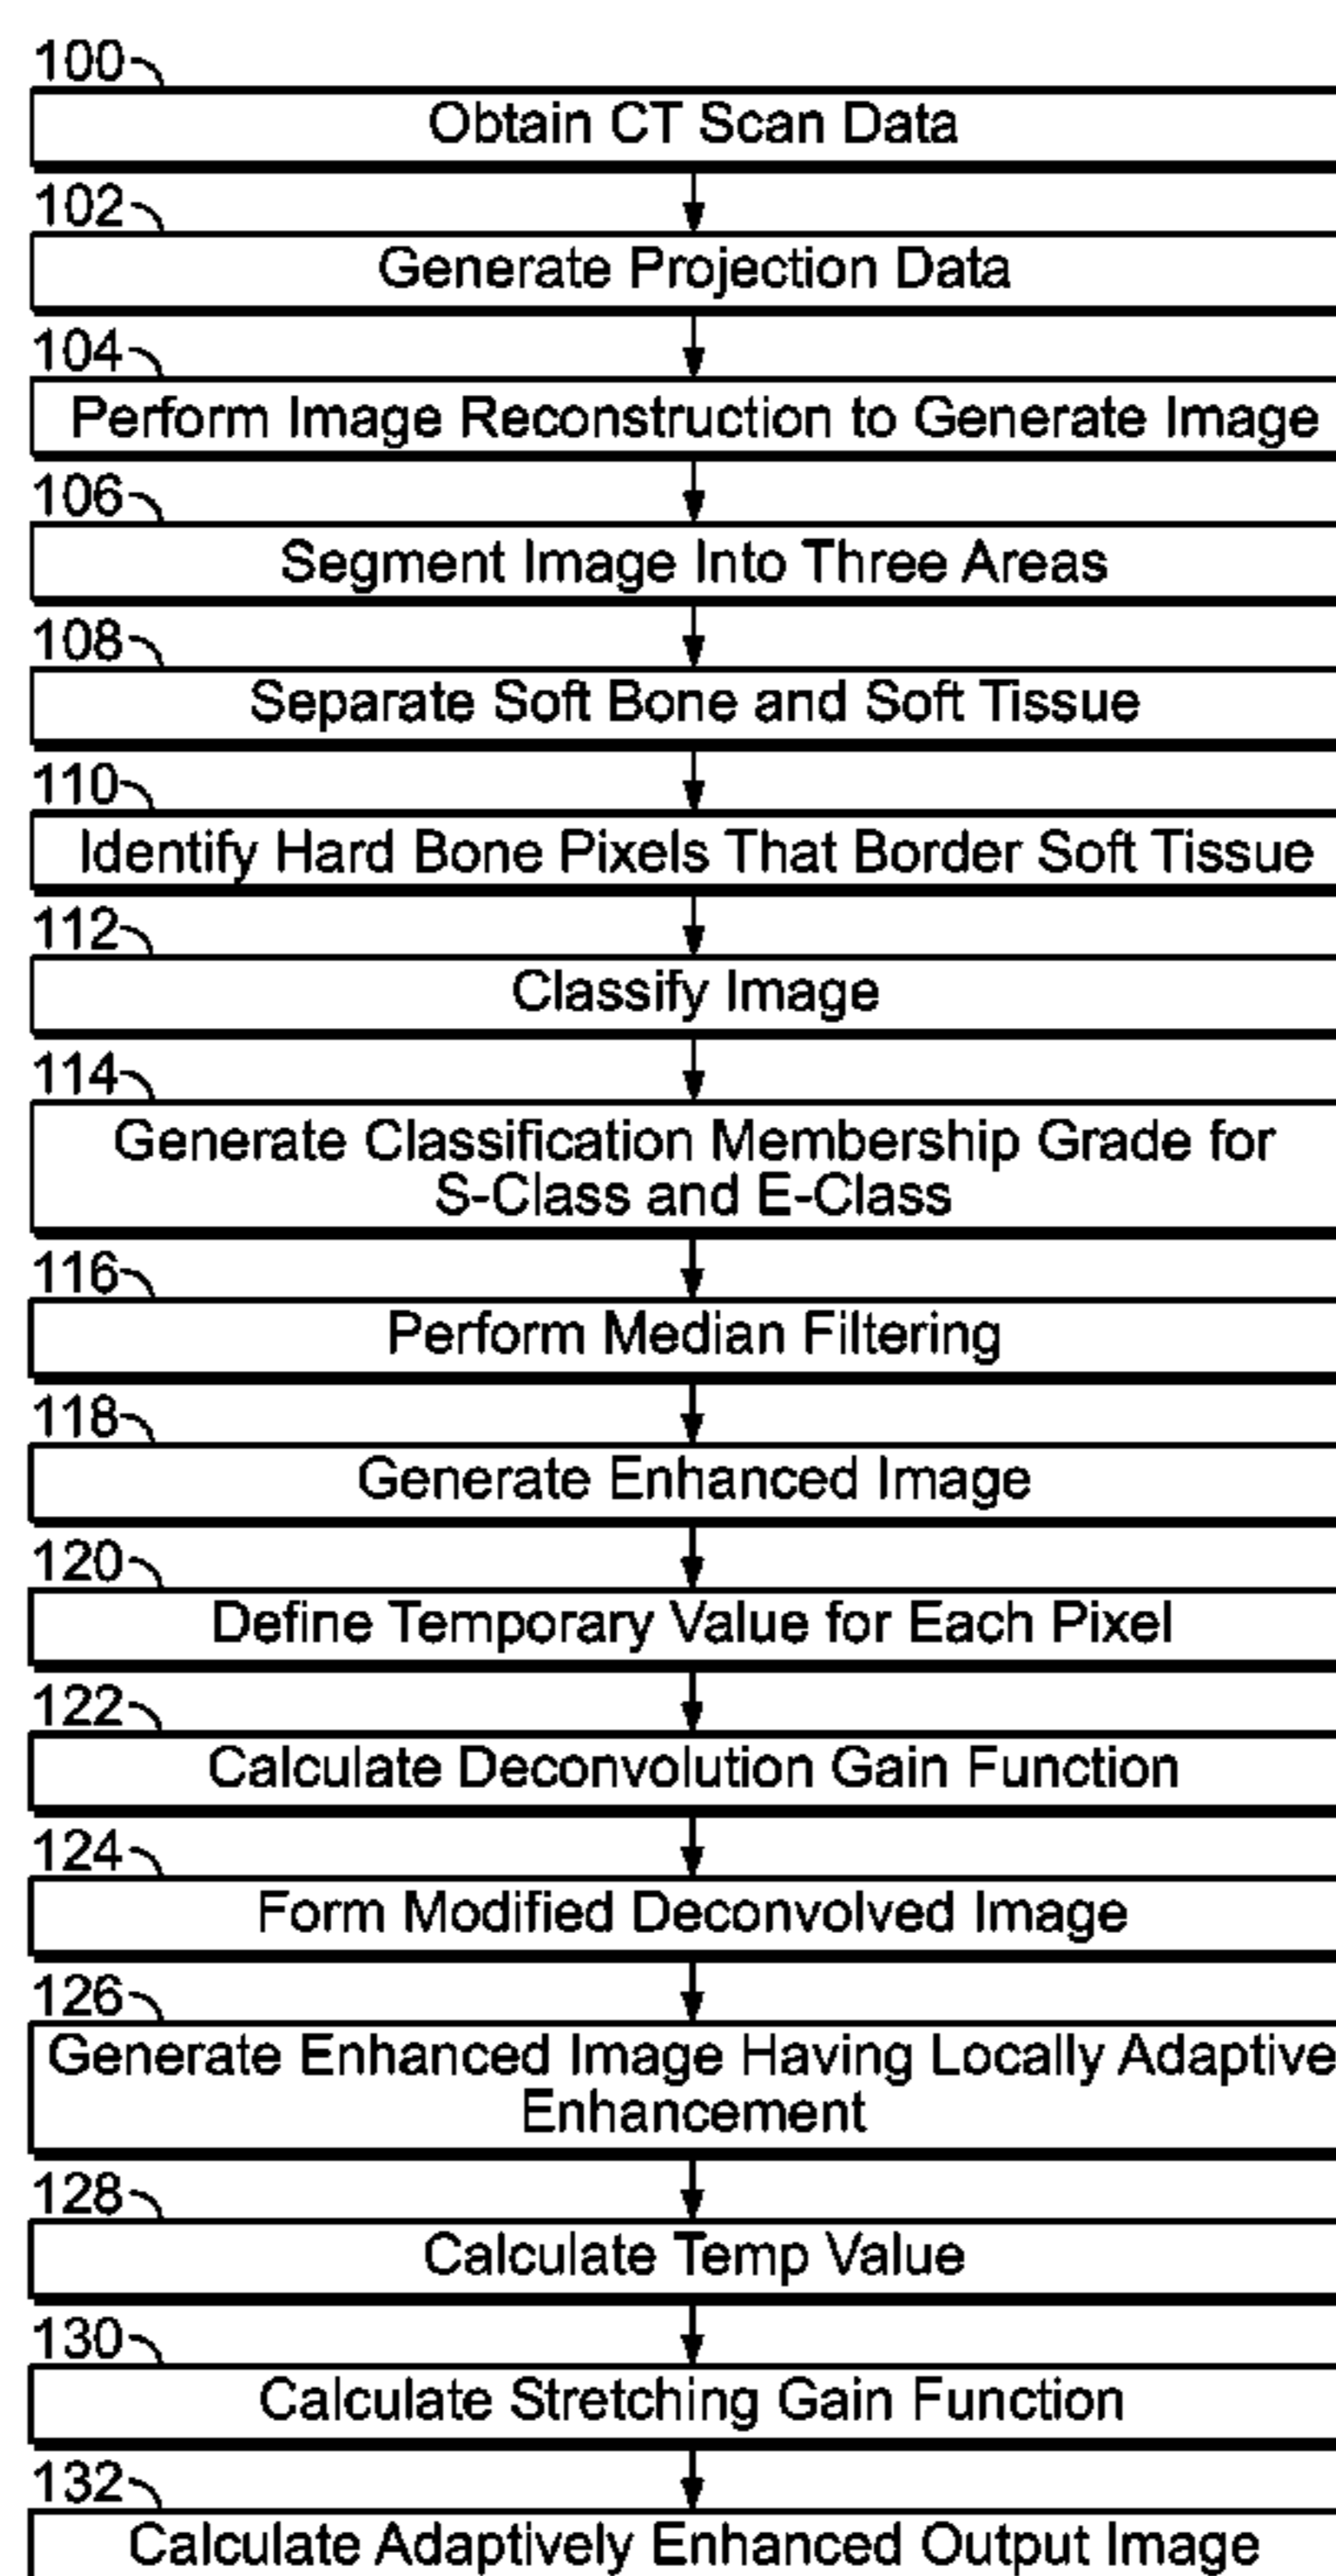 100
Obtain CT Scan Data
102
Generate Projection Data
104
Perform Image Reconstruction to Generate Image
106
Segment Image Into Three Areas
108
Separate Soft Bone and Soft Tissue
110
Identify Hard Bone Pixels That Border Soft Tissue
112
Classify Image
114
Generate Classification Membership Grade for
S-Class and E-Class
116
Perform Median Filtering
118
Generate Enhanced Image
120
Define Temporary Value for Each Pixel
122
Calculate Deconvolution Gain Function
124
Form Modified Deconvolved Image
126
Generate Enhanced Image Having Locally Adaptive
Enhancement
128
Calculate Temp Value
130
Calculate Stretching Gain Function
132
Calculate Adaptively Enhanced Output Image